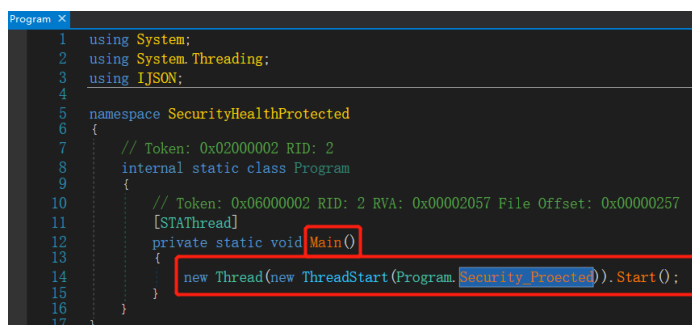 Program ×
1 using System;
2 using System.Threading;
3 using IJSON;
4
5 namespace SecurityHealthProtected
6 {
7 // Token: 0x02000002 RID: 2
8 internal static class Program
9 {
10 // Token: 0x06000002 RID: 2 RVA: 0x00002057 File Offset: 0x00000257
11 [STAThread]
12 private static void Main()
13 {
14 new Thread(new ThreadStart(Program.Security_Proected)).Start();
15 }
16 }
17 }